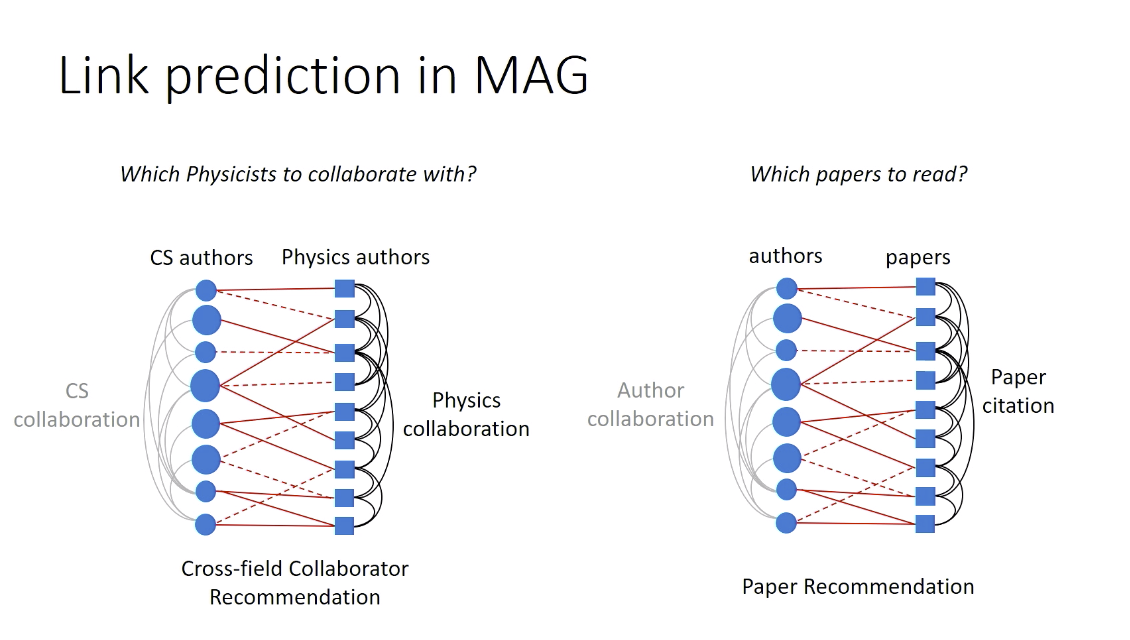 Link prediction in MAG
Which Physicists to collaborate with?
CS authors
Physics authors
CS
collaboration
Physics
collaboration
Cross-field Collaborator
Recommendation
Which papers to read?
authors
papers
Author
collaboration
Paper
citation
Paper Recommendation